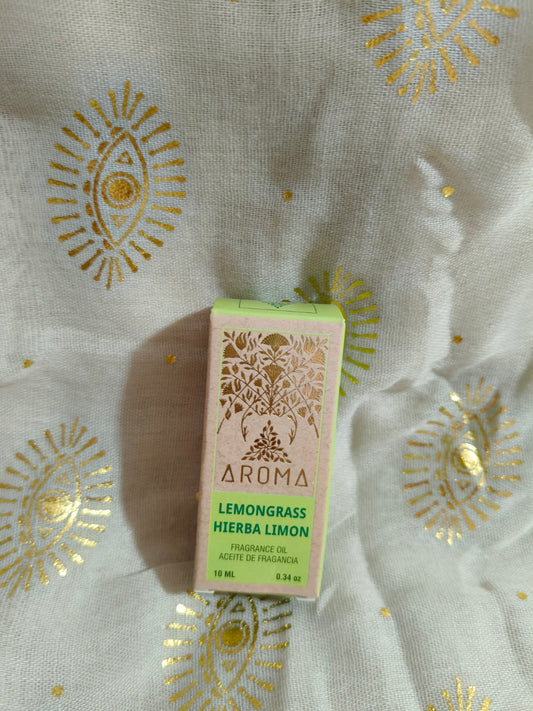 AROMA
LEMONGRASS
HIERBA LIMON
FRAGRANCE OIL
ACEITE DE FRAGANCIA
10 ML 0.34 oz